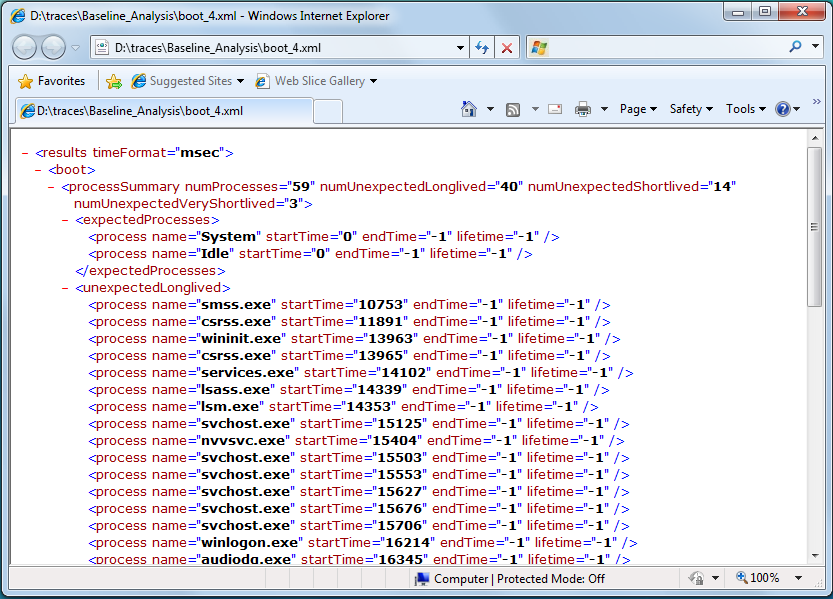 D:\traces\Baseline_Analysis\boot_4.xml - Windows Internet Explorer
D:\traces\Baseline_Analysis\boot_4.xml
Favorites Suggested Sites Web Slice Gallery
D:\traces\Baseline_Analysis\boot_4.xml Page Safety Tools »
- <results timeFormat="msec">
- <boot>
- <processSummary numProcesses="59" numUnexpectedLonglived="40" numUnexpectedShortlived="14"
numUnexpectedVeryShortlived="3">
- <expectedProcesses>
<process name="System" startTime="0" endTime="-1" lifetime="-1" />
<process name="Idle" startTime="0" endTime="-1" lifetime="-1" />
</expectedProcesses>
- <unexpectedLonglived>
<process name="smss.exe" startTime="10753" endTime="-1" lifetime="-1" />
<process name="csrss.exe" startTime="11891" endTime="-1" lifetime="-1" />
<process name="wininit.exe" startTime="13963" endTime="-1" lifetime="-1" />
<process name="csrss.exe" startTime="13965" endTime="-1" lifetime="-1" />
<process name="services.exe" startTime="14102" endTime="-1" lifetime="-1" />
<process name="lsass.exe" startTime="14339" endTime="-1" lifetime="-1" />
<process name="lsm.exe" startTime="14353" endTime="-1" lifetime="-1" />
<process name="svchost.exe" startTime="15125" endTime="-1" lifetime="-1" />
<process name="nvvsvc.exe" startTime="15404" endTime="-1" lifetime="-1" />
<process name="svchost.exe" startTime="15503" endTime="-1" lifetime="-1" />
<process name="svchost.exe" startTime="15553" endTime="-1" lifetime="-1" />
<process name="svchost.exe" startTime="15627" endTime="-1" lifetime="-1" />
<process name="svchost.exe" startTime="15676" endTime="-1" lifetime="-1" />
<process name="svchost.exe" startTime="15706" endTime="-1" lifetime="-1" />
<process name="winlogon.exe" startTime="16214" endTime="-1" lifetime="-1" />
<process name="audiodg.exe" startTime="16345" endTime="-1" lifetime="-1" />
Computer | Protected Mode: Off 100%